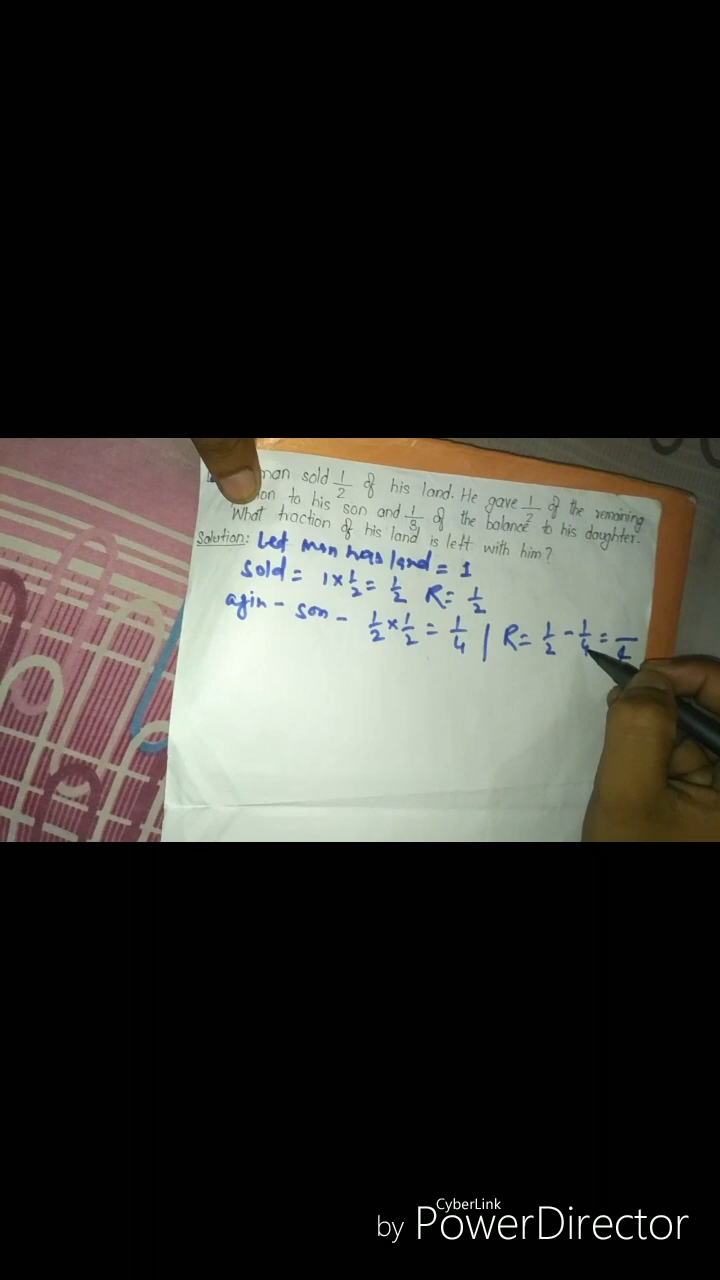 man sold 1/2 of his land. He gave 1/2 of the remaining
ion to his son and 1/3 of the balance to his daughter.
What fraction of his land is left with him?
Solution: Let man has land = 1
sold = 1 × 1/2 = 1/2 R = 1/2
agin - son - 1/2 × 1/2 = 1/4 | R = 1/2 - 1/4 = /4
CyberLink
by PowerDirector